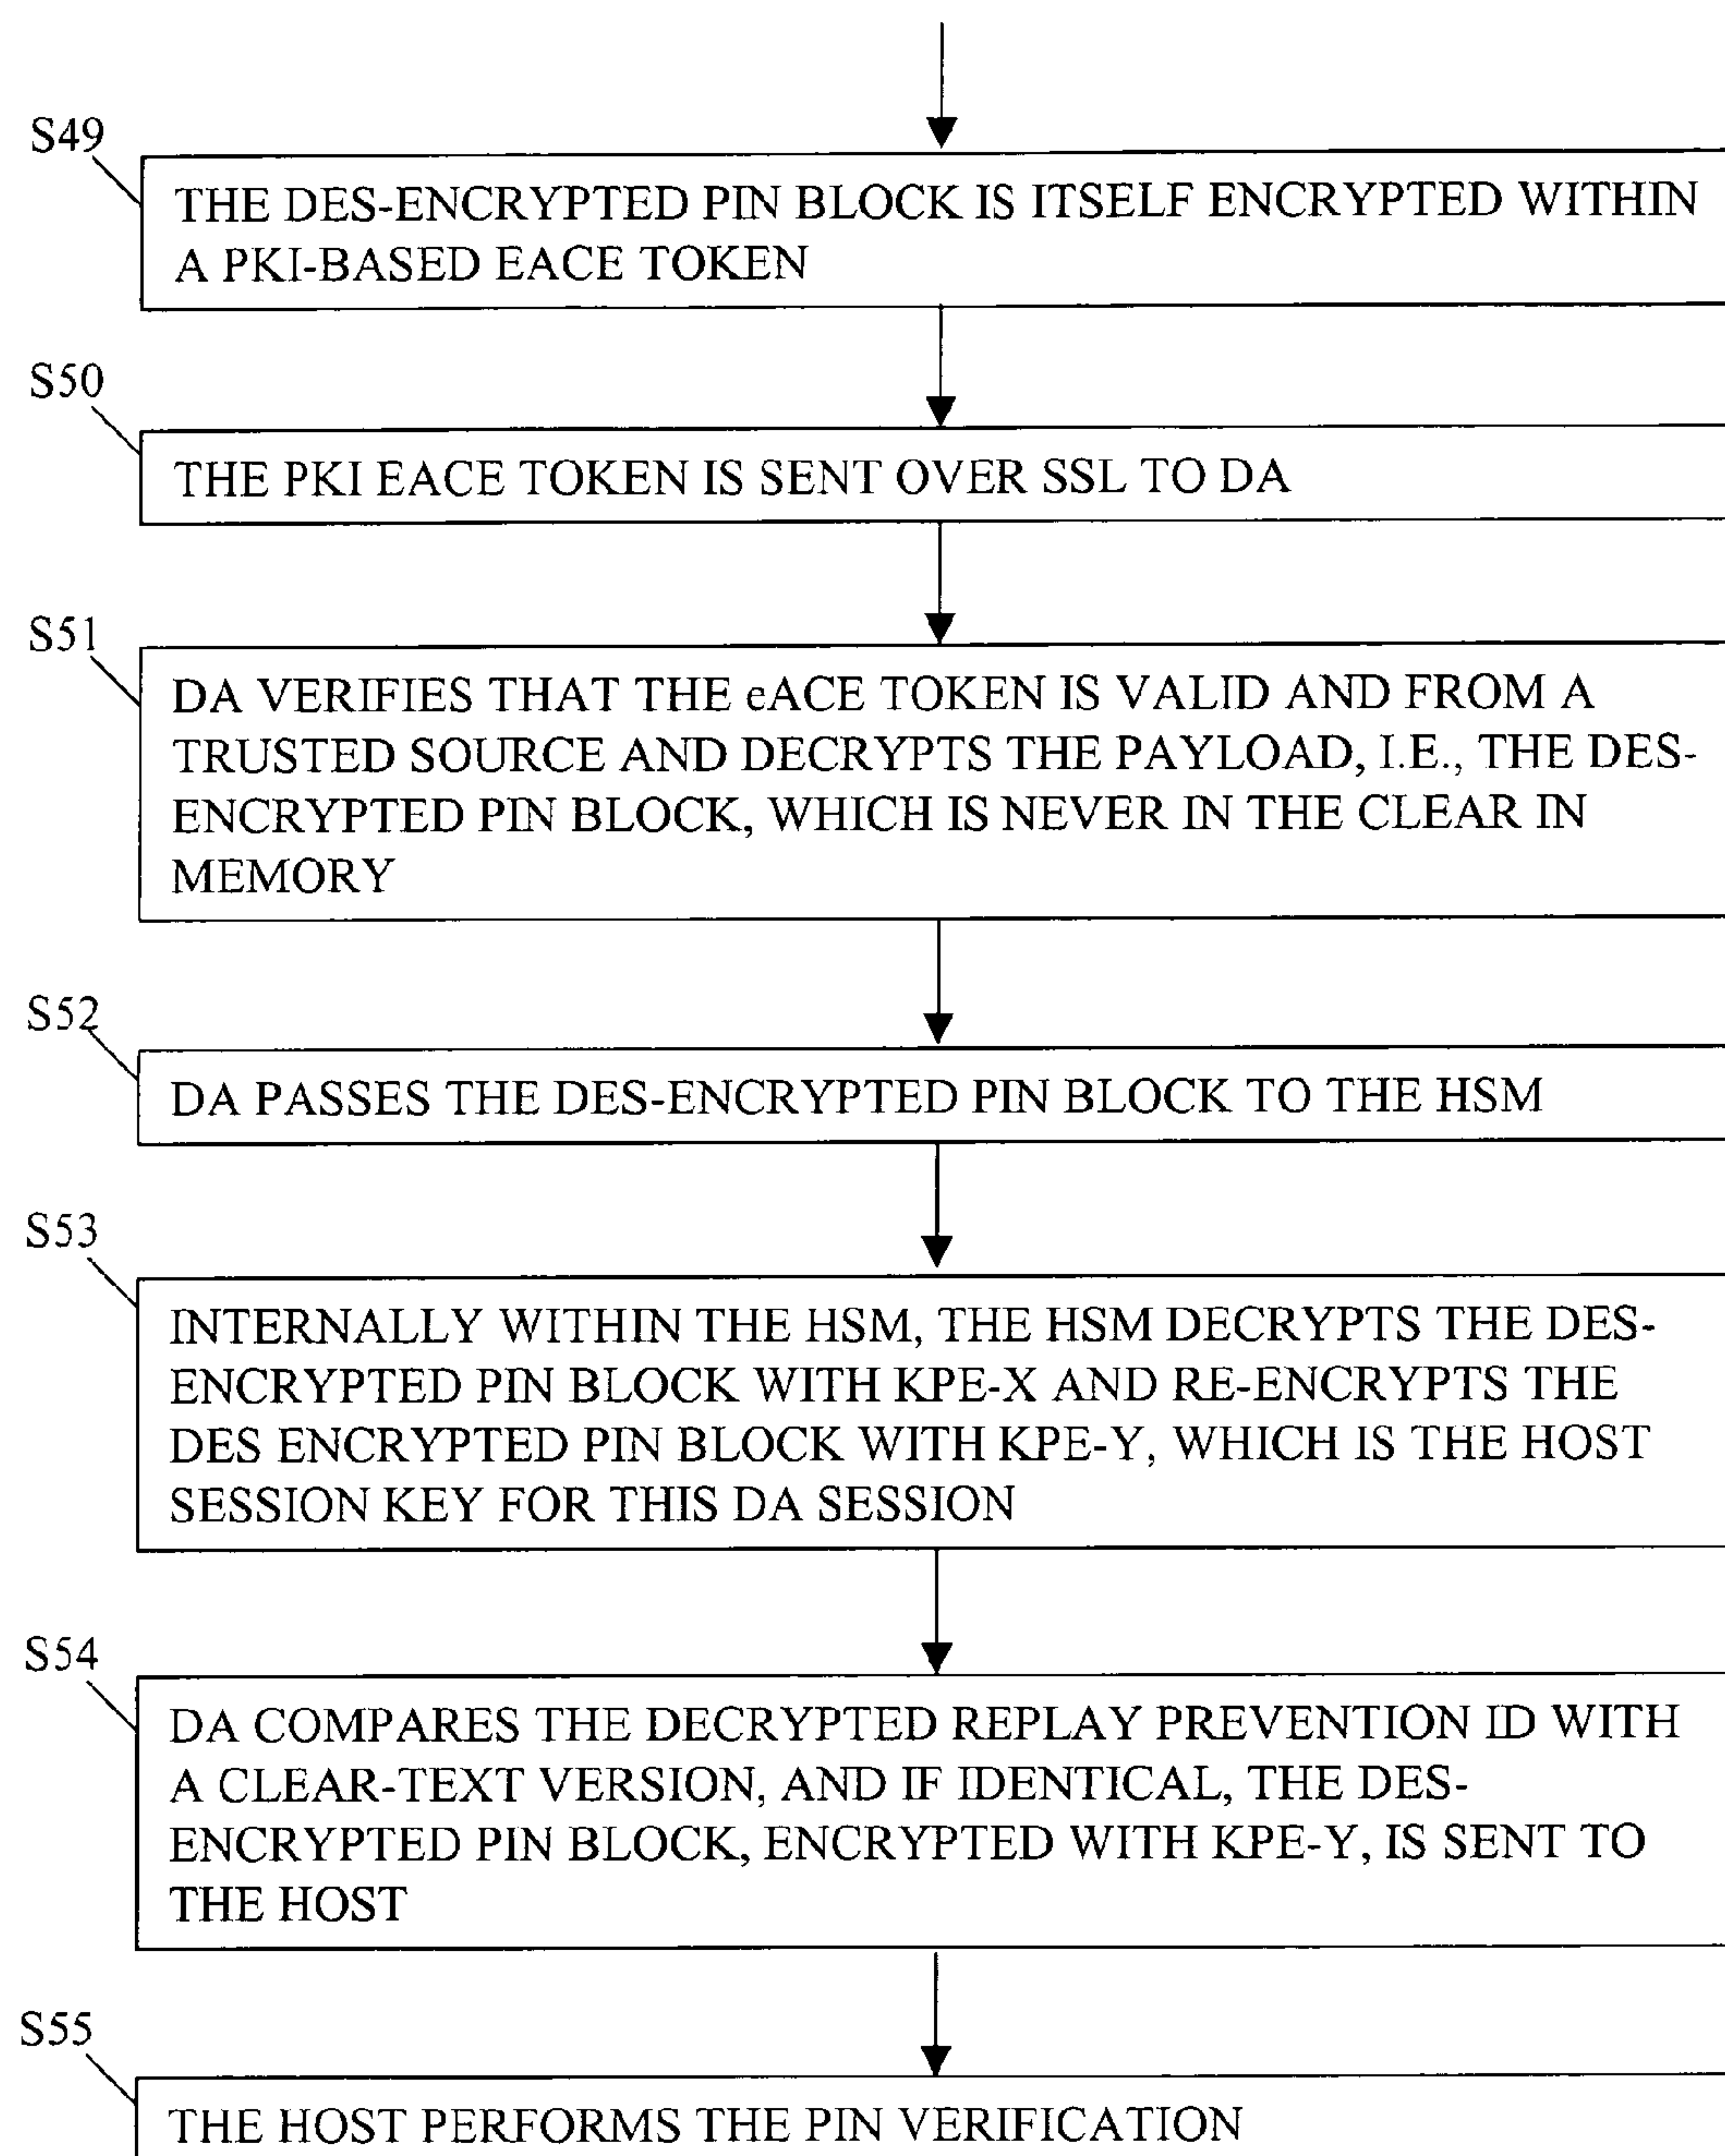 S49
THE DES-ENCRYPTED PIN BLOCK IS ITSELF ENCRYPTED WITHIN
A PKI-BASED EACE TOKEN
S50
THE PKI EACE TOKEN IS SENT OVER SSL TO DA
S51
DA VERIFIES THAT THE eACE TOKEN IS VALID AND FROM A
TRUSTED SOURCE AND DECRYPTS THE PAYLOAD, I.E., THE DES-
ENCRYPTED PIN BLOCK, WHICH IS NEVER IN THE CLEAR IN
MEMORY
S52
DA PASSES THE DES-ENCRYPTED PIN BLOCK TO THE HSM
S53
INTERNALLY WITHIN THE HSM, THE HSM DECRYPTS THE DES-
ENCRYPTED PIN BLOCK WITH KPE-X AND RE-ENCRYPTS THE
DES ENCRYPTED PIN BLOCK WITH KPE-Y, WHICH IS THE HOST
SESSION KEY FOR THIS DA SESSION
S54
DA COMPARES THE DECRYPTED REPLAY PREVENTION ID WITH
A CLEAR-TEXT VERSION, AND IF IDENTICAL, THE DES-
ENCRYPTED PIN BLOCK, ENCRYPTED WITH KPE-Y, IS SENT TO
THE HOST
S55
THE HOST PERFORMS THE PIN VERIFICATION